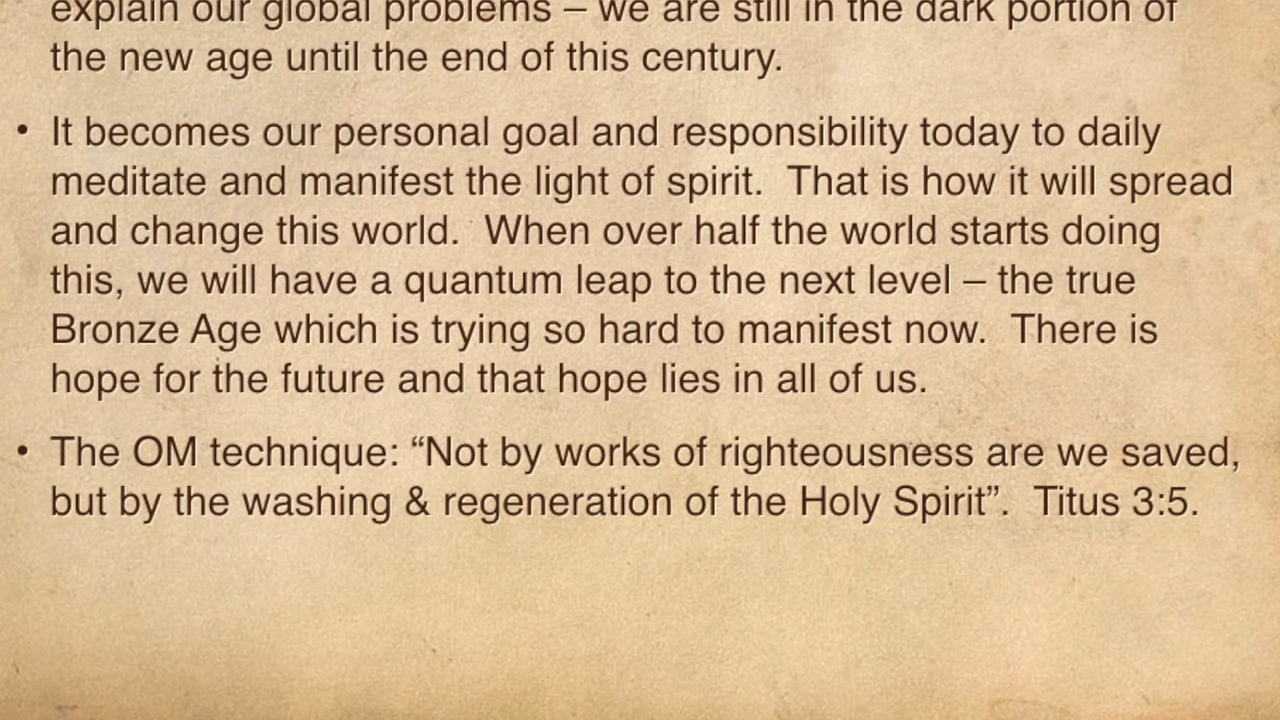 explain our global problems – we are still in the dark portion of
the new age until the end of this century.
• It becomes our personal goal and responsibility today to daily
meditate and manifest the light of spirit.  That is how it will spread
and change this world.  When over half the world starts doing
this, we will have a quantum leap to the next level – the true
Bronze Age which is trying so hard to manifest now.  There is
hope for the future and that hope lies in all of us.
• The OM technique: “Not by works of righteousness are we saved,
but by the washing & regeneration of the Holy Spirit”.  Titus 3:5.